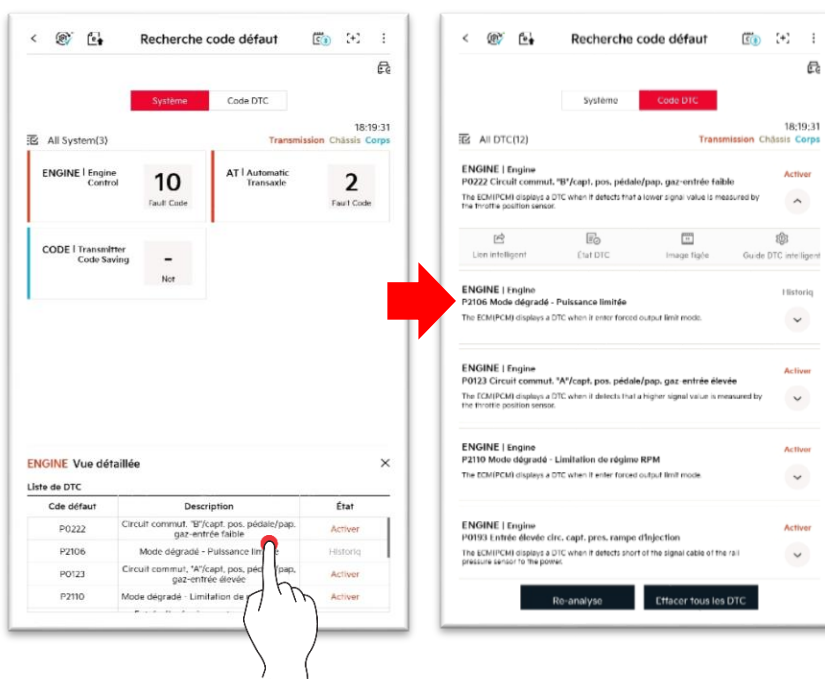 Recherche code défaut
Système
Code DTC
18:19:31
All System(3)
Transmission Châssis Corps
ENGINE | Engine
Control
10
Fault Code
AT | Automatic
Transaxle
2
Fault Code
CODE | Transmitter
Code Saving
-
Not
ENGINE Vue détaillée
Liste de DTC
Cde défaut Description État
P0222 Circuit commut. "B"/capt. pos. pédale/pap. Activer
gaz-entrée faible
P2106 Mode dégradé - Puissance Historiq
P0123 Circuit commut. "A"/capt. pos. Activer
gaz-entrée élevée
P2110 Mode dégradé - Limitation de Activer
Recherche code défaut
Système
Code DTC
18:19:31
All DTC(12)
Transmission Châssis Corps
ENGINE | Engine
P0222 Circuit commut. "B"/capt. pos. pédale/pap. gaz-entrée faible
Activer
The ECM(PCM) displays a DTC when it detects that a lower signal value is measured by
the throttle position sensor.
Lien intelligent
État DTC
Image figée
Guide DTC intelligent
ENGINE | Engine
P2106 Mode dégradé - Puissance limitée
Historiq
The ECM(PCM) displays a DTC when it enter forced output limit mode.
ENGINE | Engine
P0123 Circuit commut. "A"/capt. pos. pédale/pap. gaz-entrée élevée
Activer
The ECM(PCM) displays a DTC when it detects that a higher signal value is measured by
the throttle position sensor.
ENGINE | Engine
P2110 Mode dégradé - Limitation de régime RPM
Activer
The ECM(PCM) displays a DTC when it enter forced output limit mode.
ENGINE | Engine
P0193 Entrée élevée circ. capt. pres. rampe d'injection
Activer
The ECM(PCM) displays a DTC when it detects short of the signal cable of the rail
pressure sensor to the power.
Re-analyse
Effacer tous les DTC